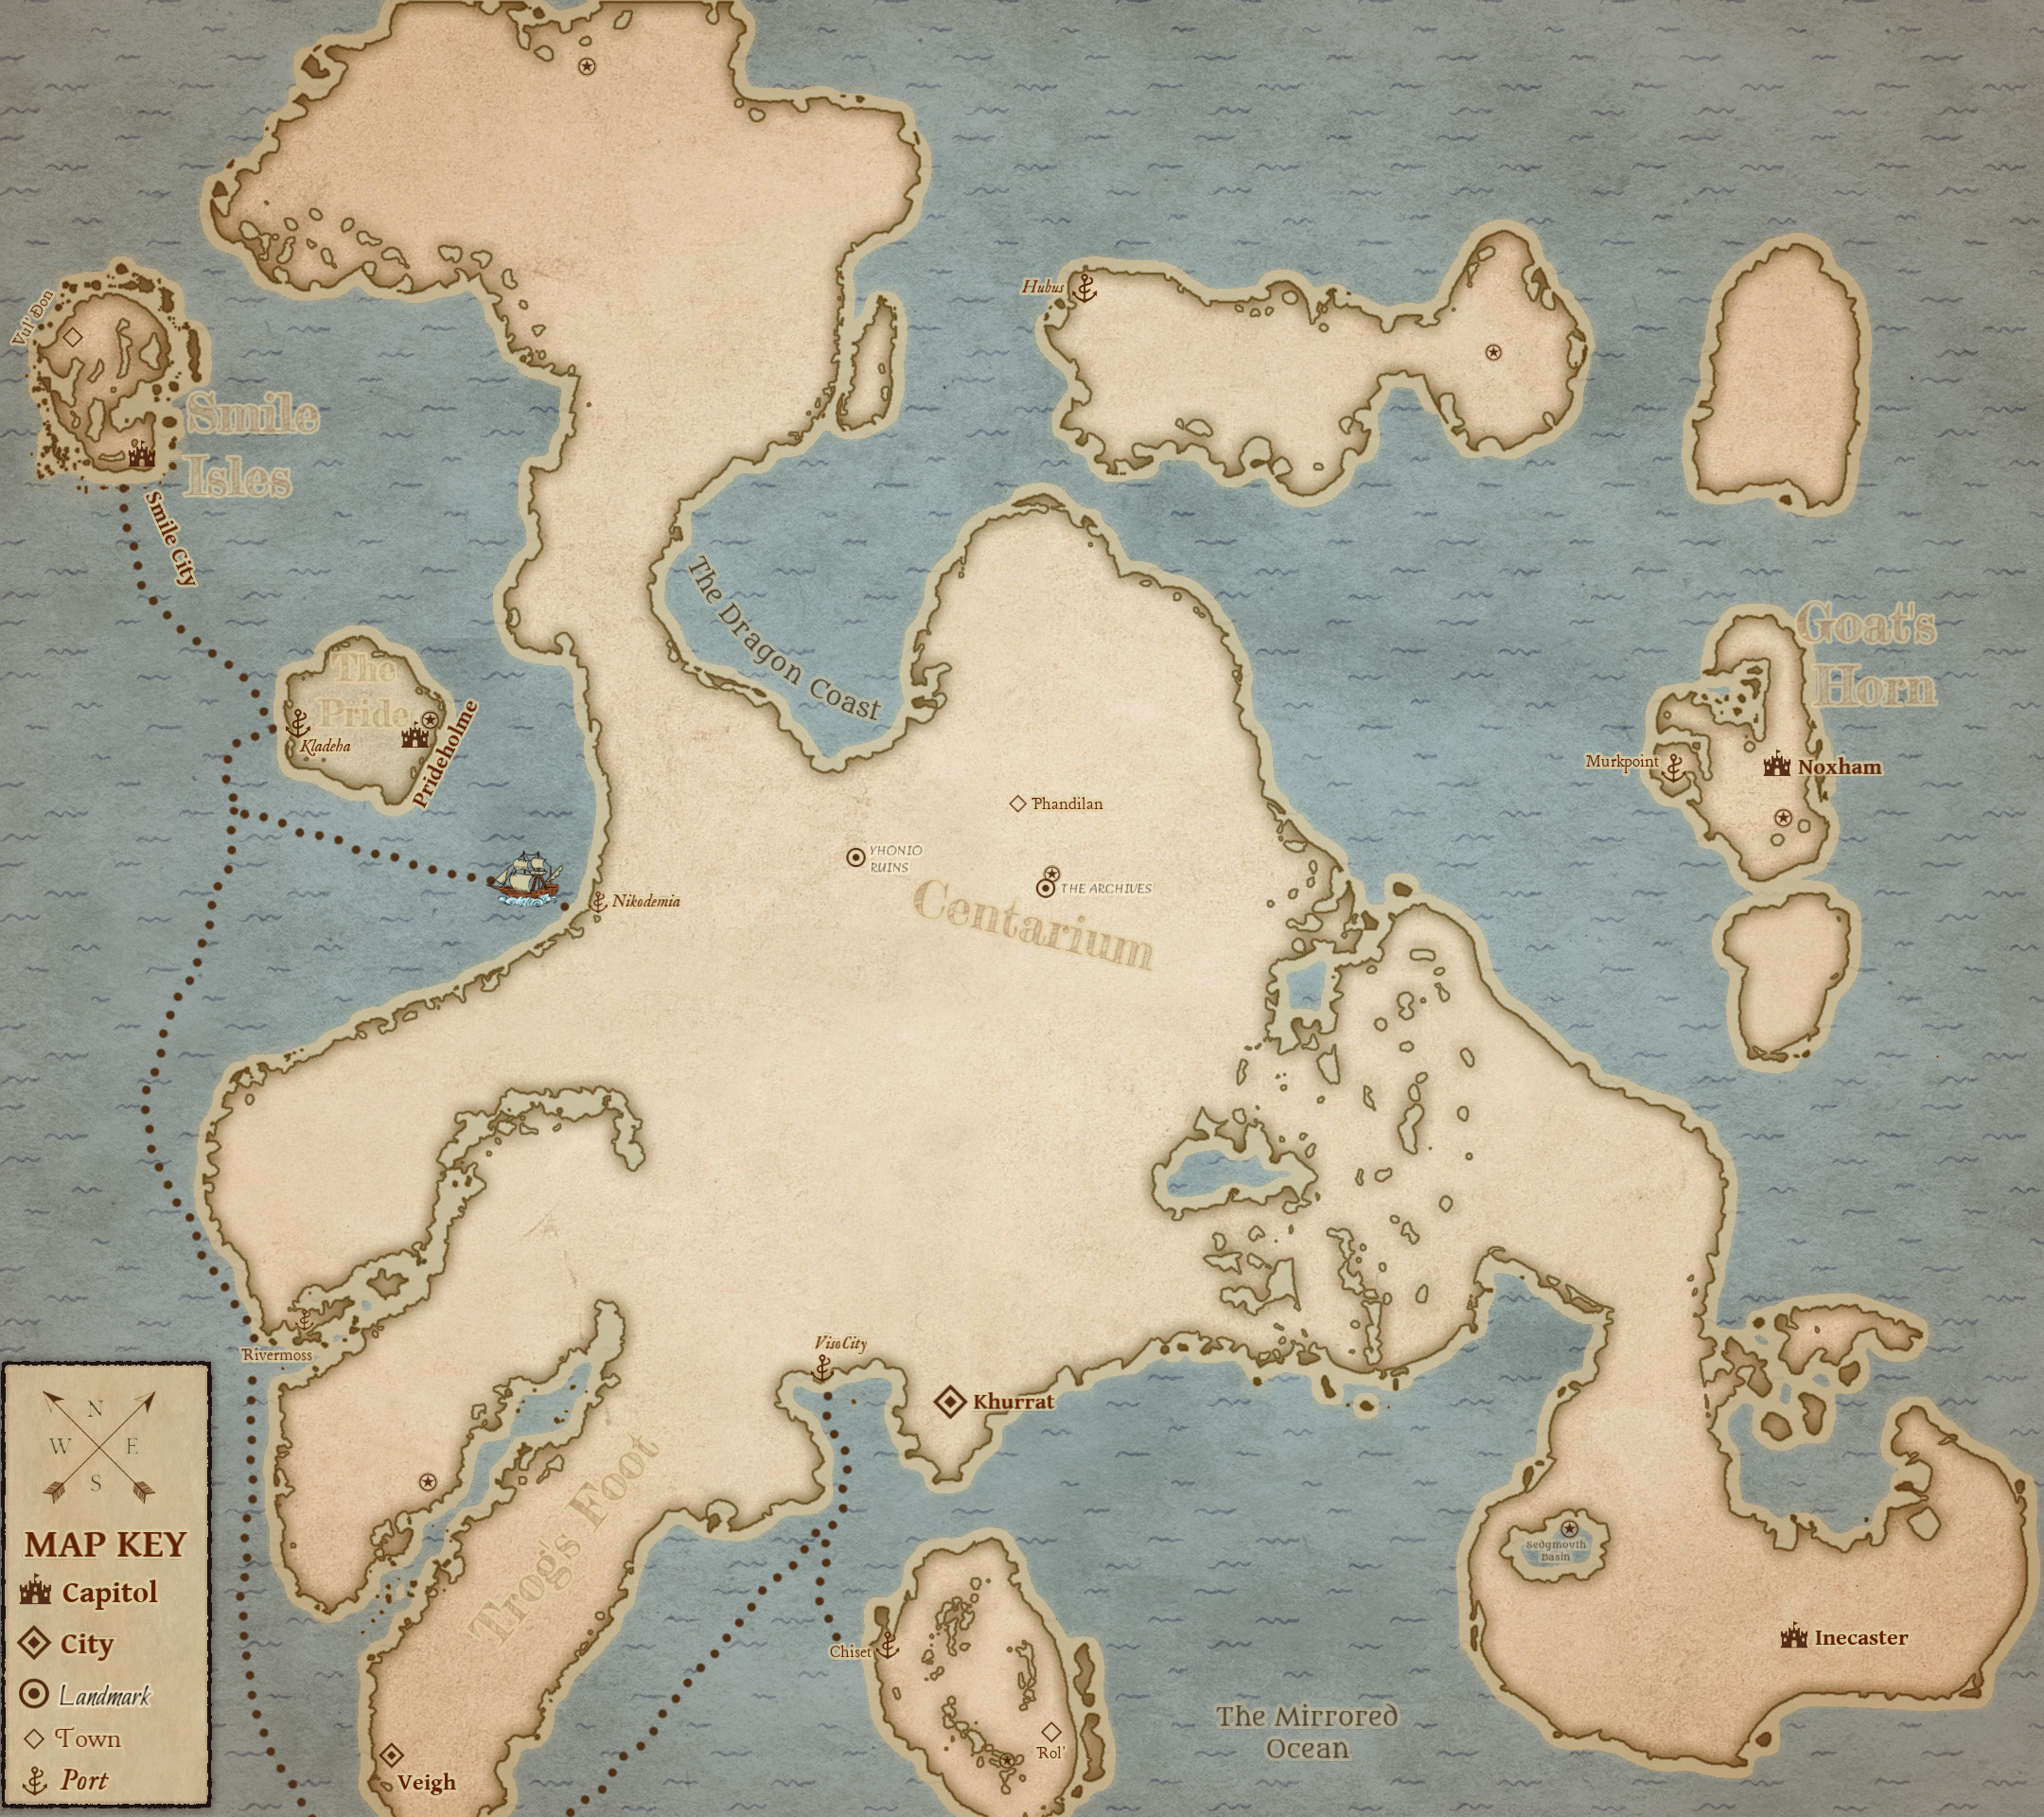 Hubus
Vul'Don
Smile
Isles
Smile City
The Dragon Coast
Goat's
Horn
The
Pride
Kladeha
Prideholme
Murkpoint
Noxham
Phandilan
YHONIO
RUINS
THE ARCHIVES
Nikodemia
Centarium
Rivermoss
VisoCity
Khurrat
Trog's Foot
N
W E
S
MAP KEY
Capitol
City
Landmark
Town
Port
Sedgmouth
Basin
Inecaster
Chiset
Rol'
The Mirrored
Ocean
Veigh